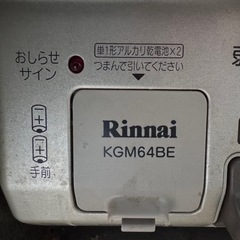 おしらせ
サイン
単1形アルカリ乾電池×2
つまんで引いてください
手前
Rinnai
KGM64BE